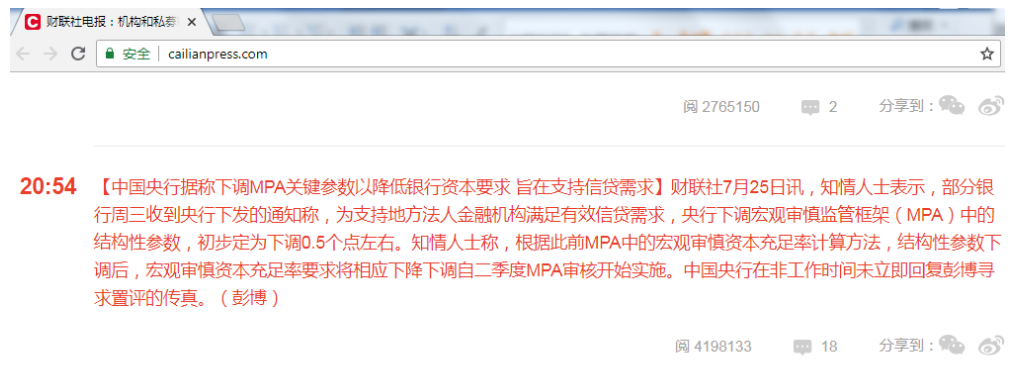 财联社电报：机构和私募
安全 cailianpress.com
阅 2765150 2 分享到：
20:54 【中国央行据称下调MPA关键参数以降低银行资本要求 旨在支持信贷需求】财联社7月25日讯，知情人士表示，部分银
行周三收到央行下发的通知称，为支持地方法人金融机构满足有效信贷需求，央行下调宏观审慎监管框架（MPA）中的
结构性参数，初步定为下调0.5个点左右。知情人士称，根据此前MPA中的宏观审慎资本充足率计算方法，结构性参数下
调后，宏观审慎资本充足率要求将相应下降下调自二季度MPA审核开始实施。中国央行在非工作时间未立即回复彭博寻
求置评的传真。（彭博）
阅 4198133 18 分享到：